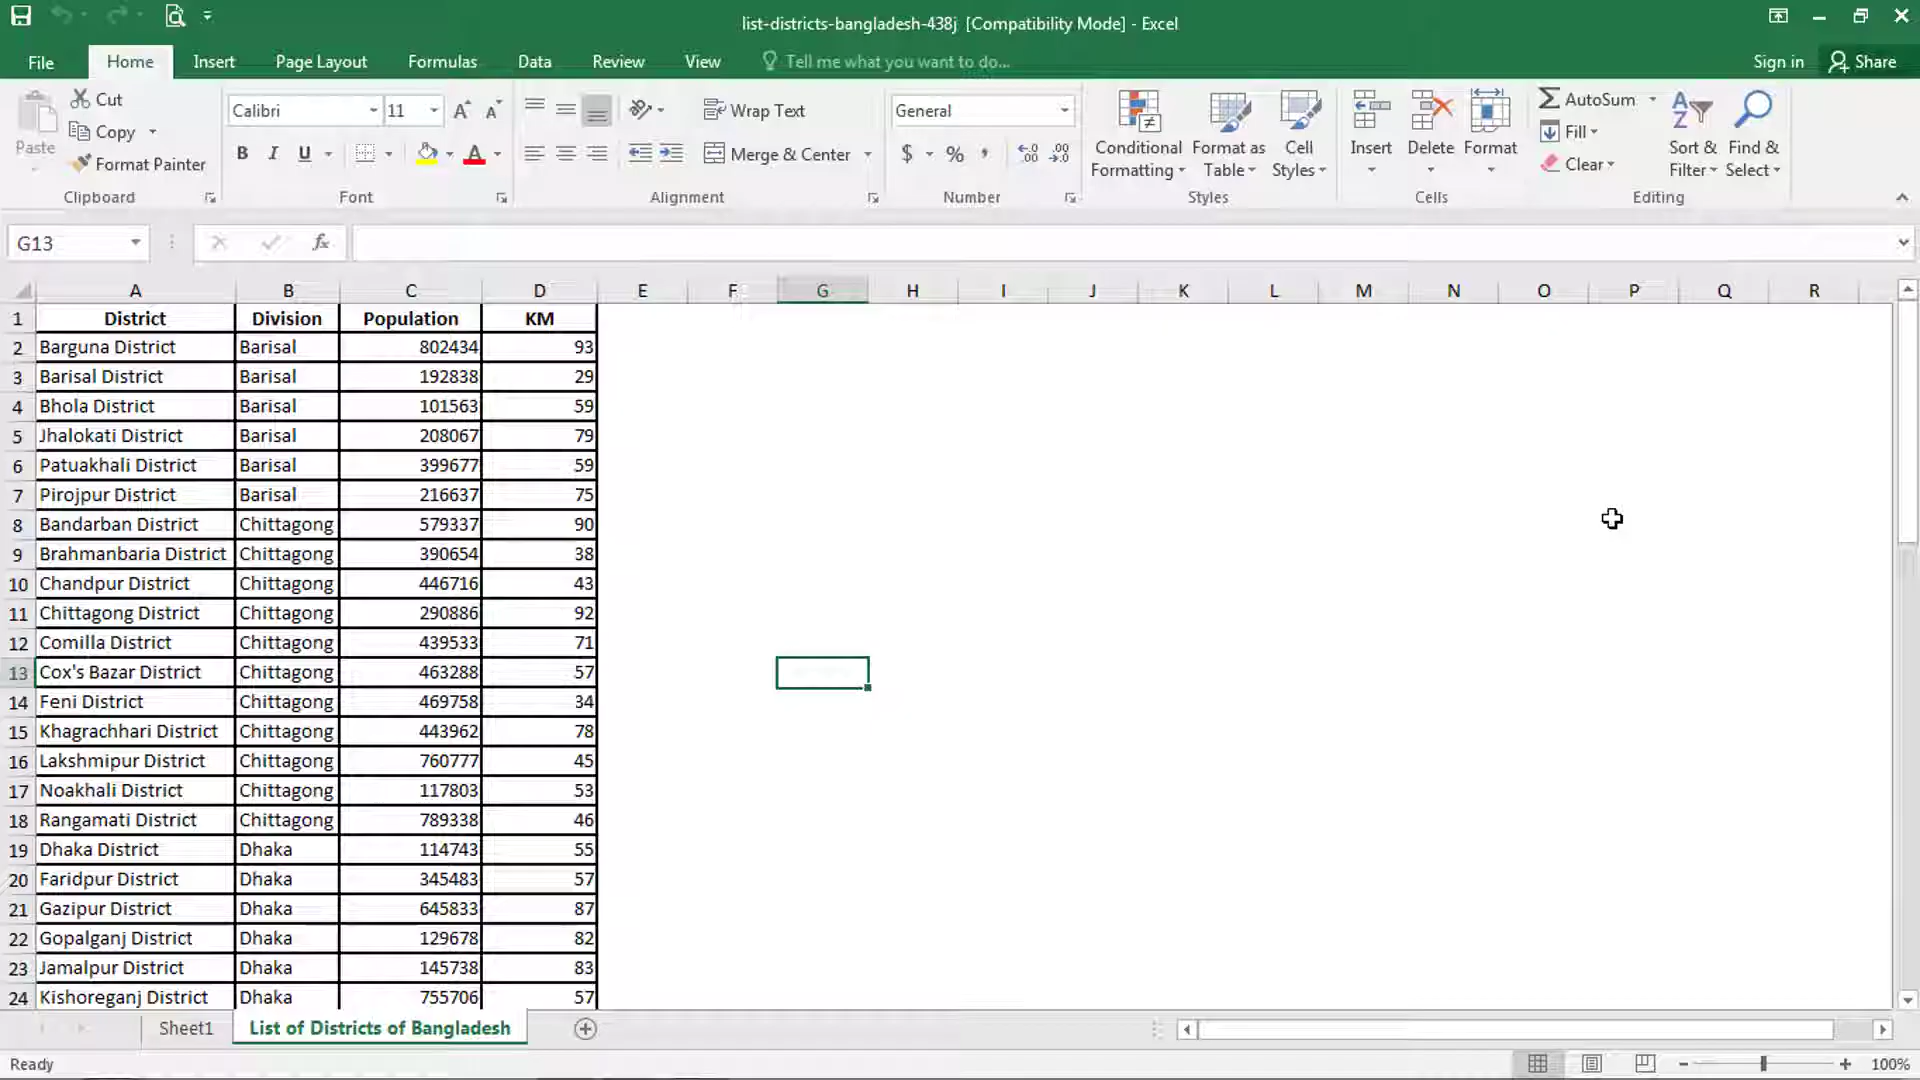 list-districts-bangladesh-438j [Compatibility Mode] - Excel
File Home Insert Page Layout Formulas Data Review View Tell me what you want to do... Sign in Share
Paste
Cut
Copy
Format Painter
Clipboard
Calibri 11
B I U A
Font
Wrap Text
Merge & Center
Alignment
General
$ % ,
Number
Conditional Formatting
Format as Table
Cell Styles
Styles
Insert
Delete
Format
Cells
AutoSum
Fill
Clear
Sort & Filter
Find & Select
Editing
G13 fx
A B C D E F G H I J K L M N O P Q R
1 District Division Population KM
2 Barguna District Barisal 802434 93
3 Barisal District Barisal 192838 29
4 Bhola District Barisal 101563 59
5 Jhalokati District Barisal 208067 79
6 Patuakhali District Barisal 399677 59
7 Pirojpur District Barisal 216637 75
8 Bandarban District Chittagong 579337 90
9 Brahmanbaria District Chittagong 390654 38
10 Chandpur District Chittagong 446716 43
11 Chittagong District Chittagong 290886 92
12 Comilla District Chittagong 439533 71
13 Cox's Bazar District Chittagong 463288 57
14 Feni District Chittagong 469758 34
15 Khagrachhari District Chittagong 443962 78
16 Lakshmipur District Chittagong 760777 45
17 Noakhali District Chittagong 117803 53
18 Rangamati District Chittagong 789338 46
19 Dhaka District Dhaka 114743 55
20 Faridpur District Dhaka 345483 57
21 Gazipur District Dhaka 645833 87
22 Gopalganj District Dhaka 129678 82
23 Jamalpur District Dhaka 145738 83
24 Kishoreganj District Dhaka 755706 57
Sheet1 List of Districts of Bangladesh
Ready 100%